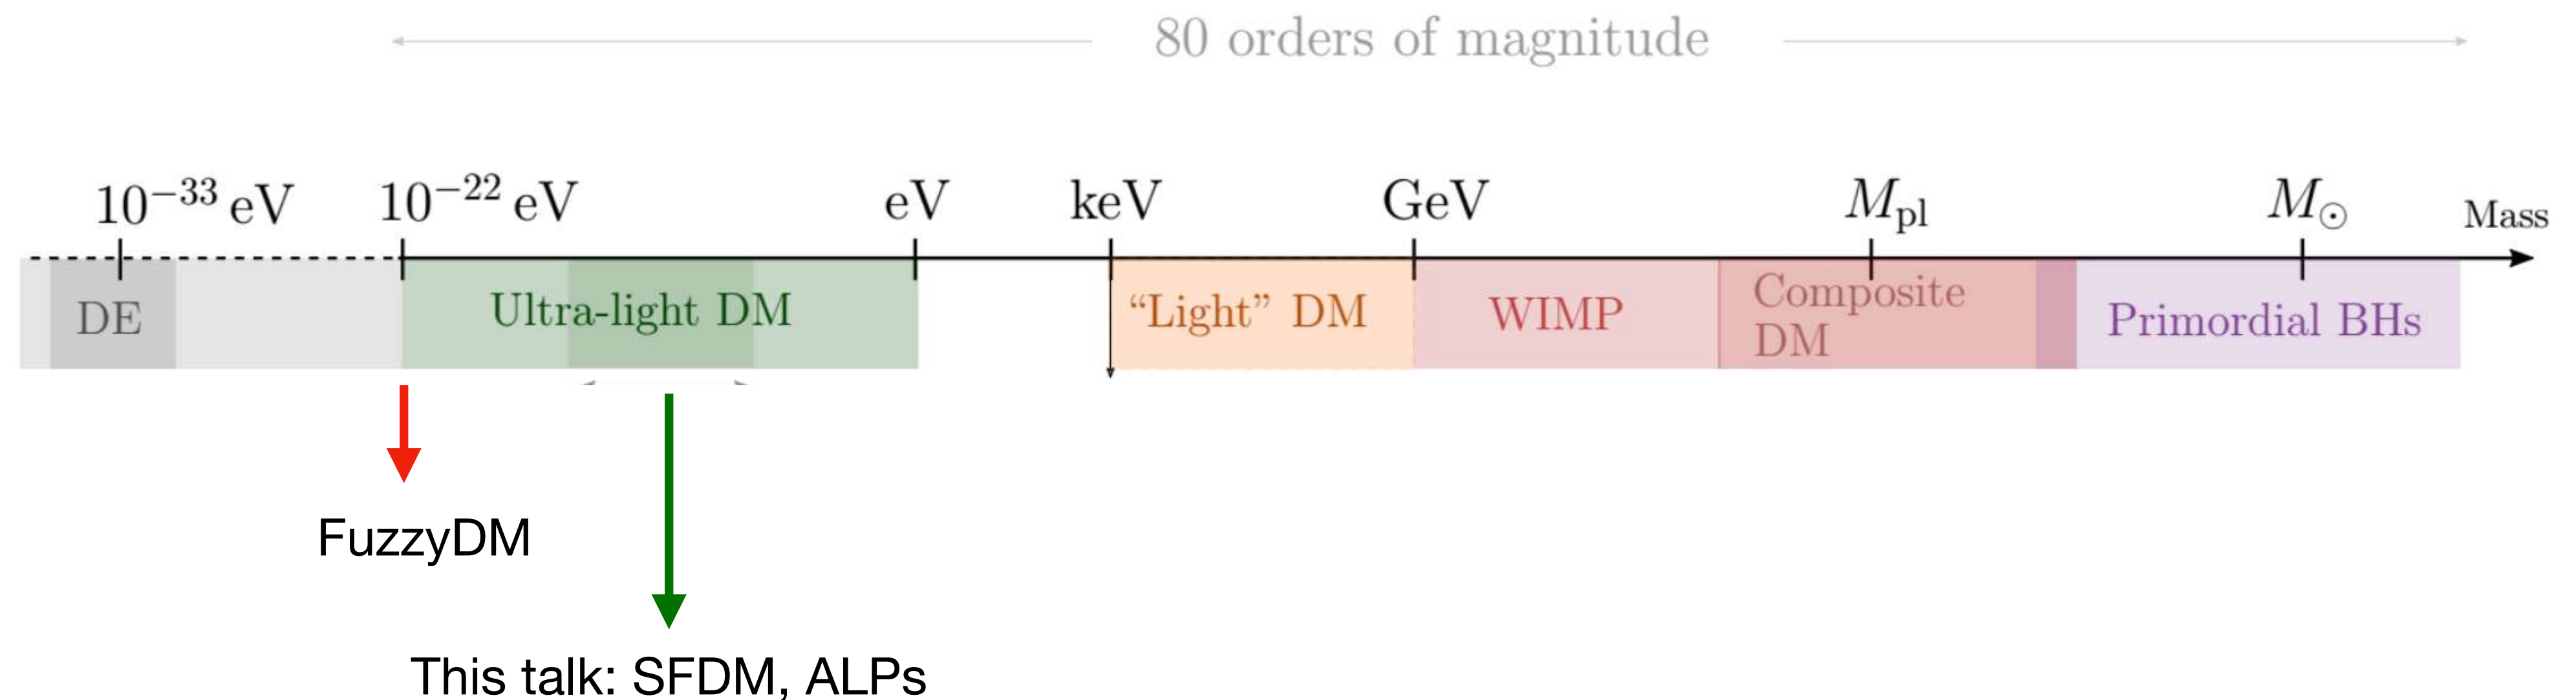 80 orders of magnitude
10⁻³³ eV 10⁻²² eV eV keV GeV M_pl M_⊙ Mass
DE Ultra-light DM “Light” DM WIMP Composite DM Primordial BHs
FuzzyDM
This talk: SFDM, ALPs